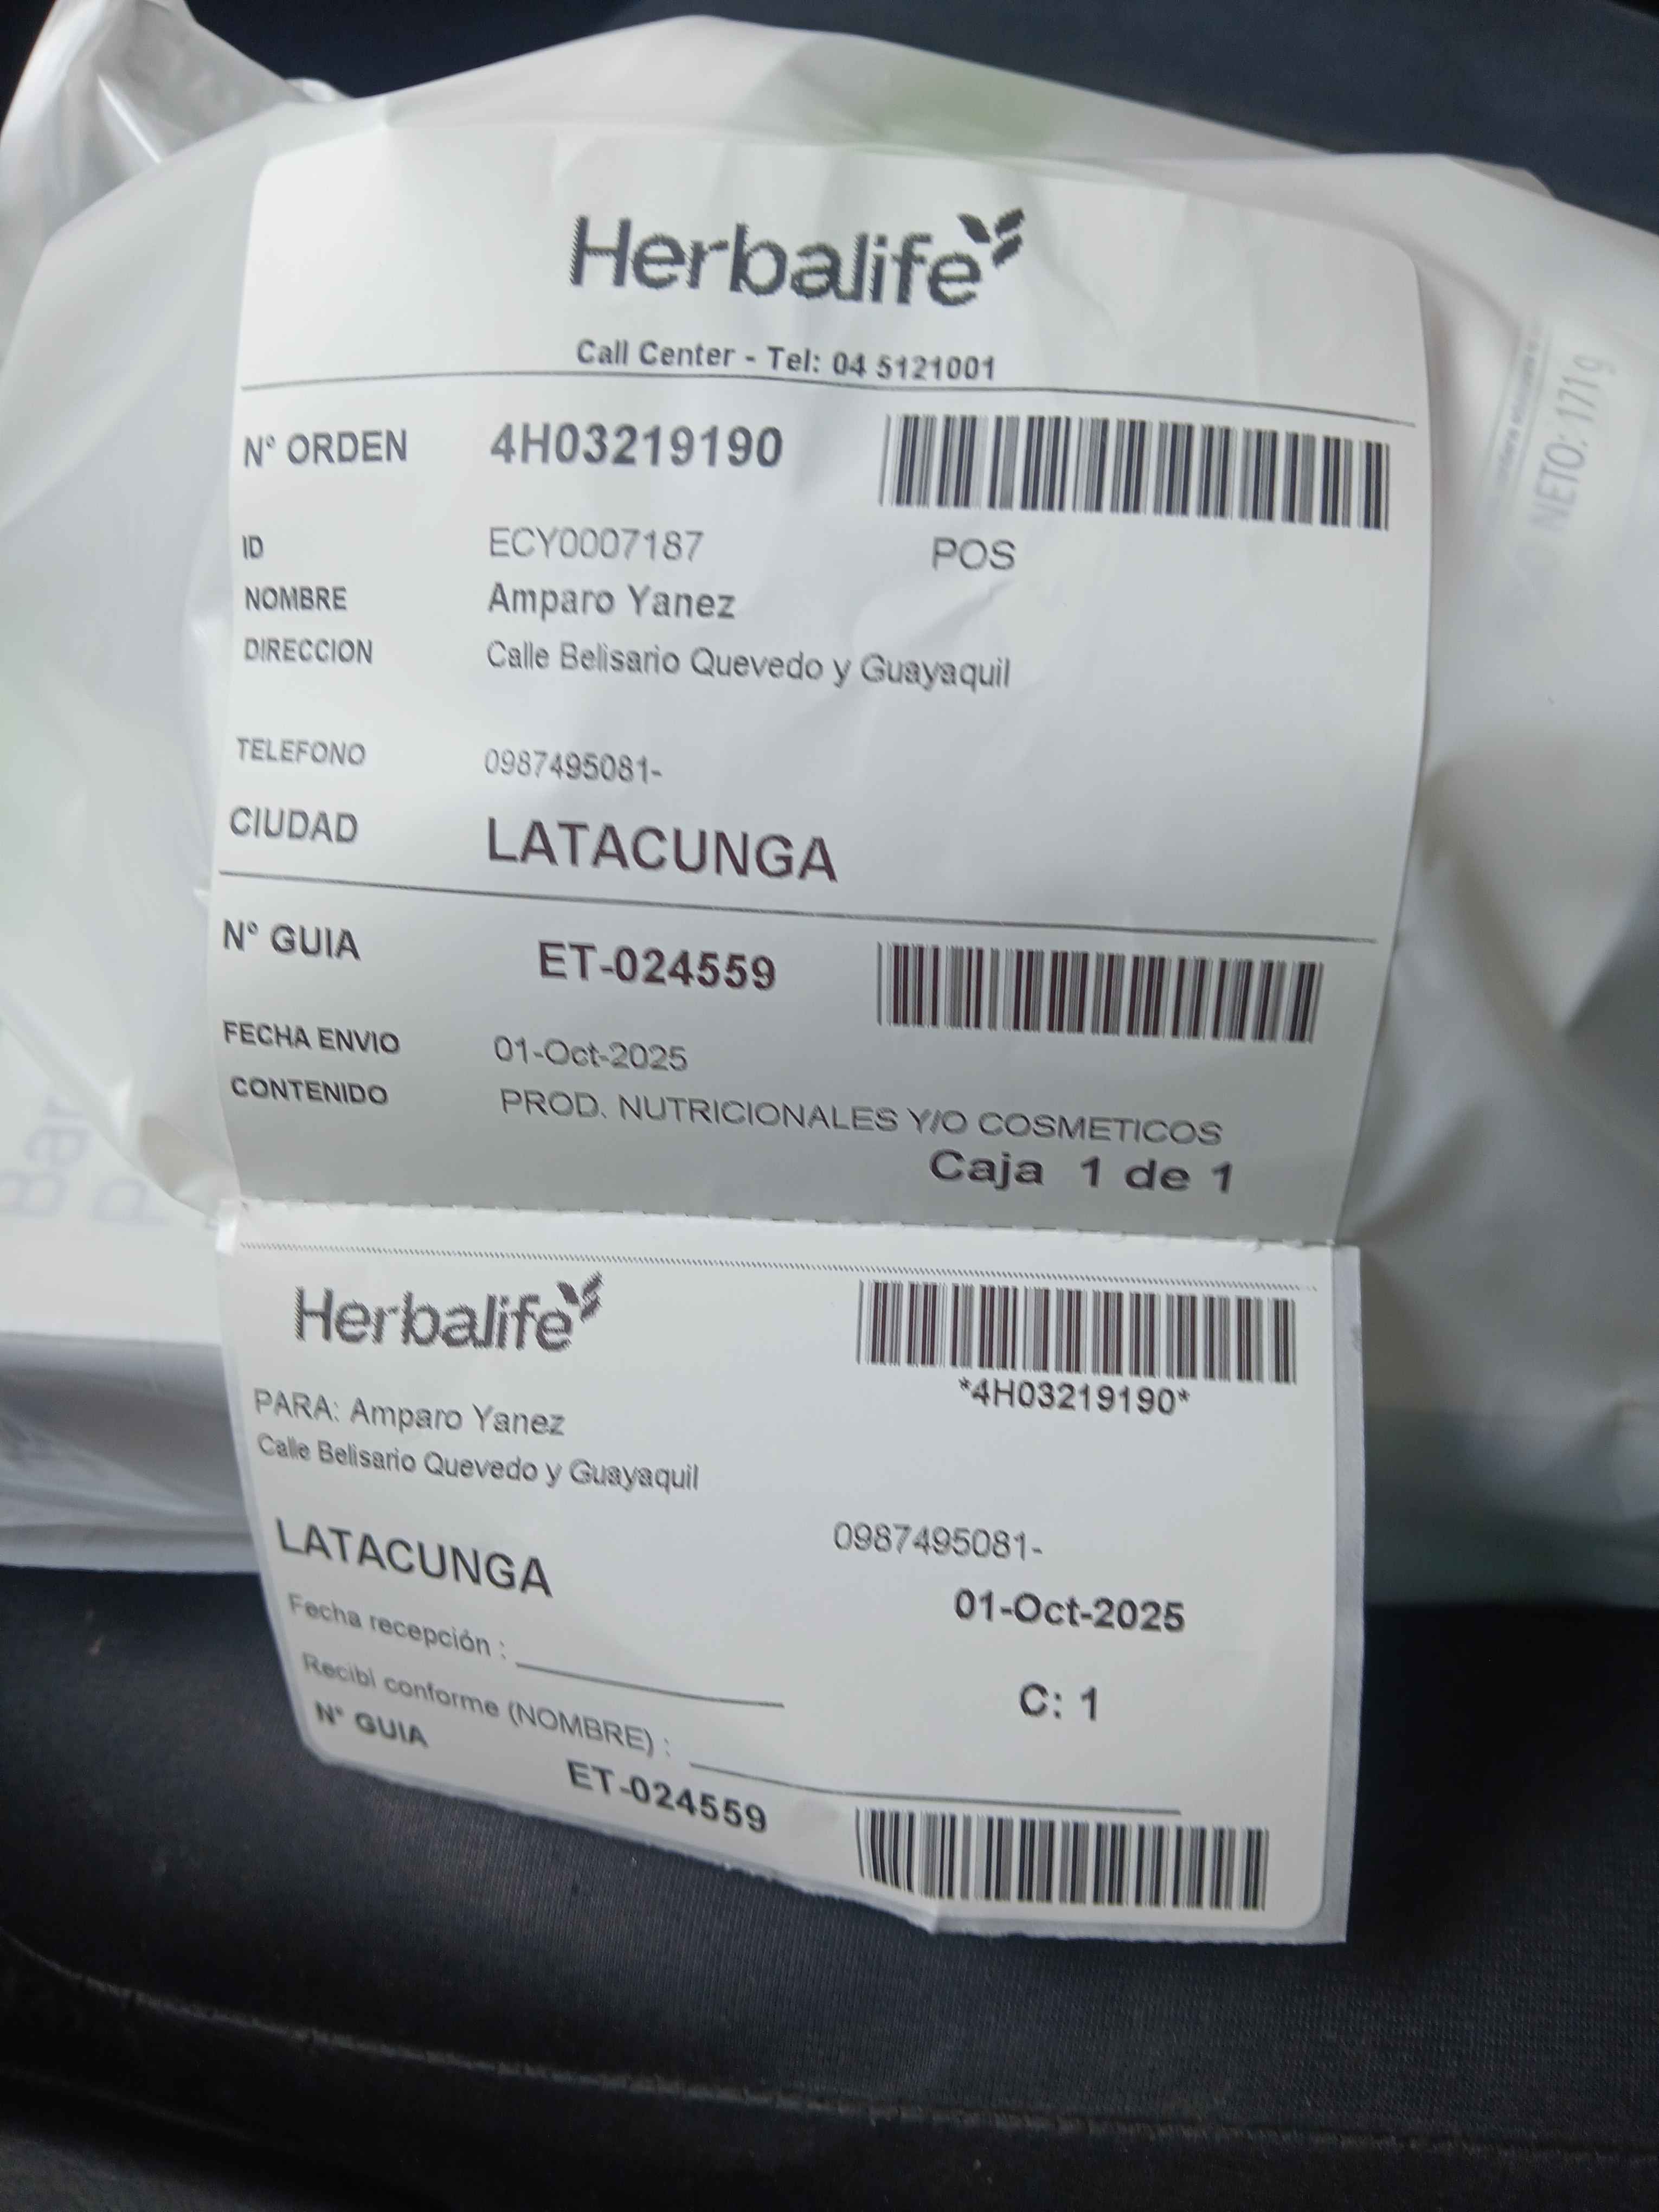 Herbalife
Call Center - Tel: 04 5121001
N° ORDEN 4H03219190
ID ECY0007187 POS
NOMBRE Amparo Yanez
DIRECCION Calle Belisario Quevedo y Guayaquil
TELEFONO 0987495081-
CIUDAD LATACUNGA
N° GUIA ET-024559
FECHA ENVIO 01-Oct-2025
CONTENIDO PROD. NUTRICIONALES Y/O COSMETICOS
Caja 1 de 1
Herbalife
*4H03219190*
PARA: Amparo Yanez
Calle Belisario Quevedo y Guayaquil
LATACUNGA 0987495081-
01-Oct-2025
Fecha recepción :
Recibi conforme (NOMBRE) :
C: 1
N° GUIA ET-024559
NETO: 171g
Bar